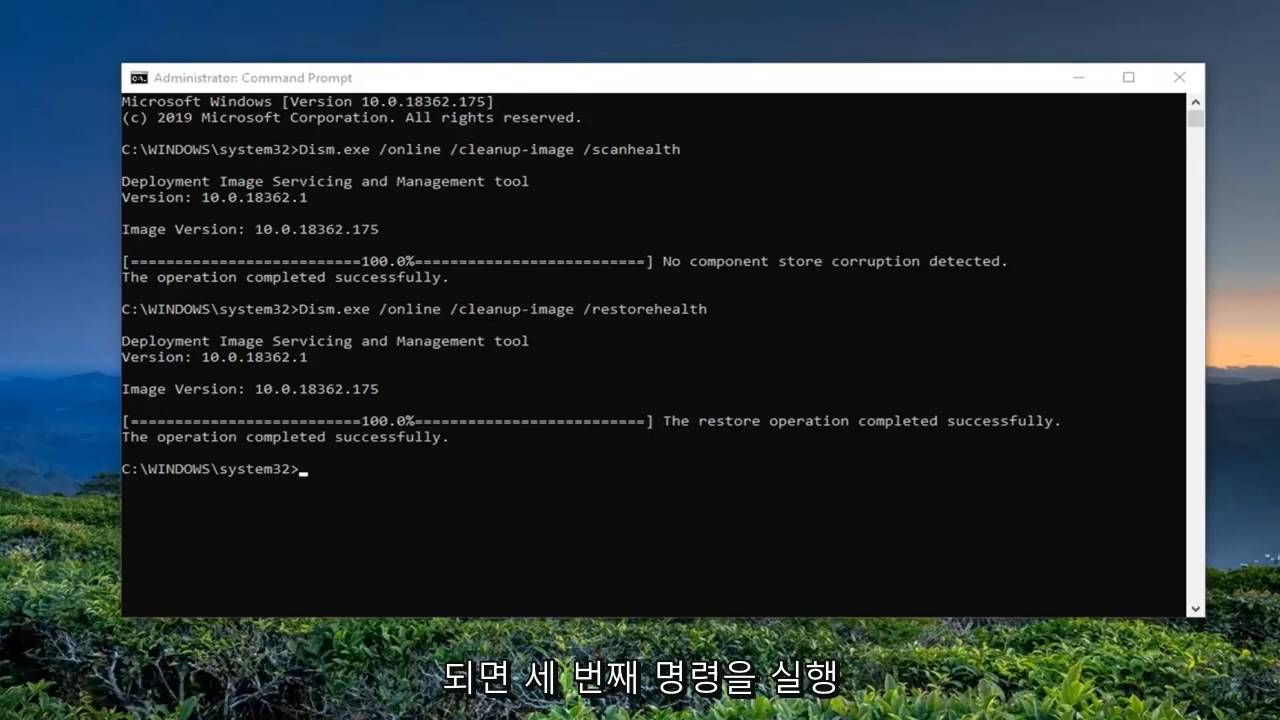 Administrator: Command Prompt
Microsoft Windows [Version 10.0.18362.175]
(c) 2019 Microsoft Corporation. All rights reserved.
C:\WINDOWS\system32>Dism.exe /online /cleanup-image /scanhealth
Deployment Image Servicing and Management tool
Version: 10.0.18362.1
Image Version: 10.0.18362.175
[==========================100.0%==========================] No component store corruption detected.
The operation completed successfully.
C:\WINDOWS\system32>Dism.exe /online /cleanup-image /restorehealth
Deployment Image Servicing and Management tool
Version: 10.0.18362.1
Image Version: 10.0.18362.175
[==========================100.0%==========================] The restore operation completed successfully.
The operation completed successfully.
C:\WINDOWS\system32>
되면 세 번째 명령을 실행